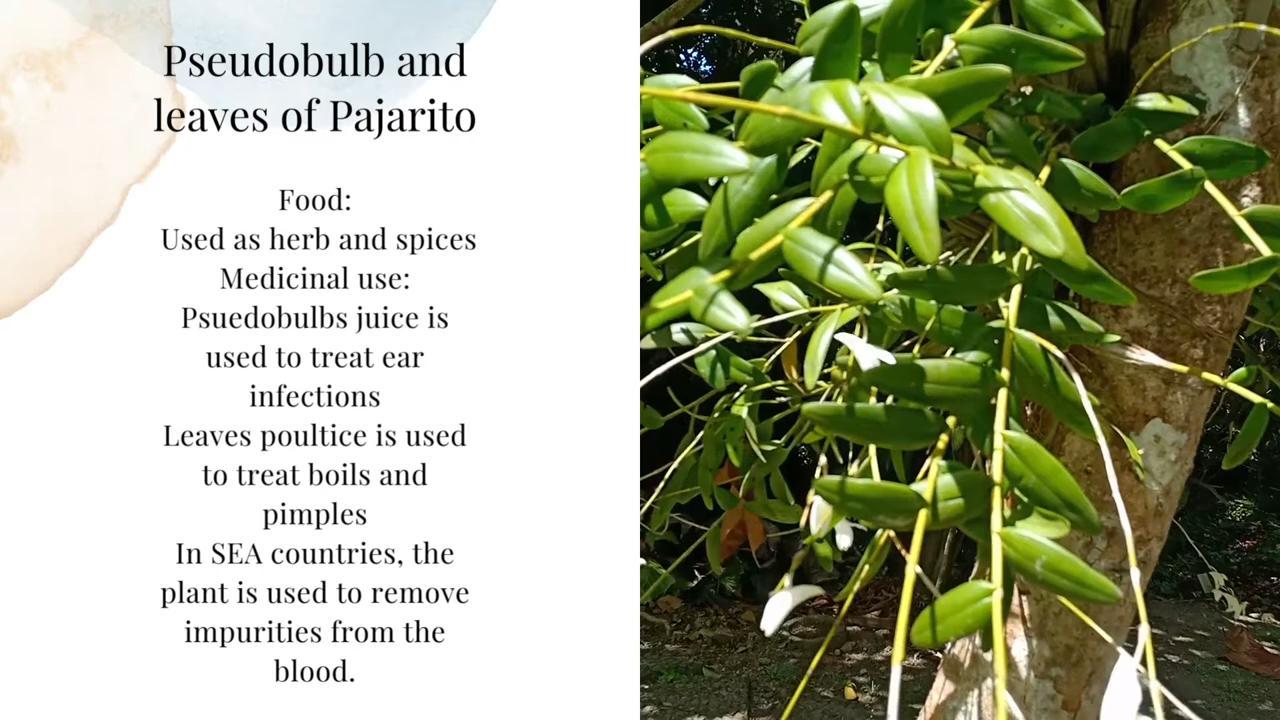 Pseudobulb and
leaves of Pajarito
Food:
Used as herb and spices
Medicinal use:
Psuedobulbs juice is
used to treat ear
infections
Leaves poultice is used
to treat boils and
pimples
In SEA countries, the
plant is used to remove
impurities from the
blood.